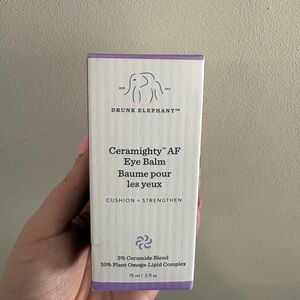 DRUNK ELEPHANT™
Ceramighty™ AF
Eye Balm
Baume pour
les yeux
CUSHION + STRENGTHEN
3% Ceramide Blend
10% Plant Omega-Lipid Complex
15 ml / .5 fl oz